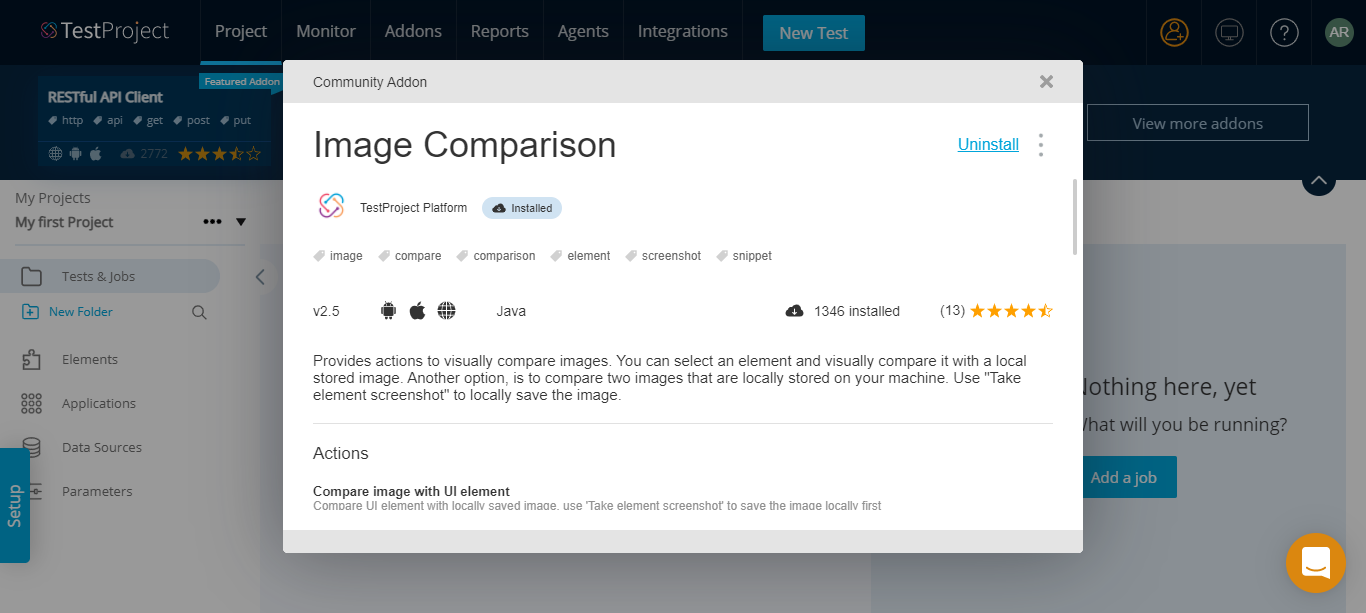 TestProject
Project
Monitor
Addons
Reports
Agents
Integrations
New Test
?
AR
Featured Addon
RESTful API Client
http api get post put
2772
View more addons
My Projects
My first Project
Tests & Jobs
New Folder
Elements
Applications
Data Sources
Parameters
Setup
Community Addon
Image Comparison
Uninstall
TestProject Platform
Installed
image compare comparison element screenshot snippet
v2.5
Java
1346 installed
(13)
Provides actions to visually compare images. You can select an element and visually compare it with a local
stored image. Another option, is to compare two images that are locally stored on your machine. Use "Take
element screenshot" to locally save the image.
Actions
Compare image with UI element
Compare UI element with locally saved image. use 'Take element screenshot' to save the image locally first
Nothing here, yet
What will you be running?
Add a job